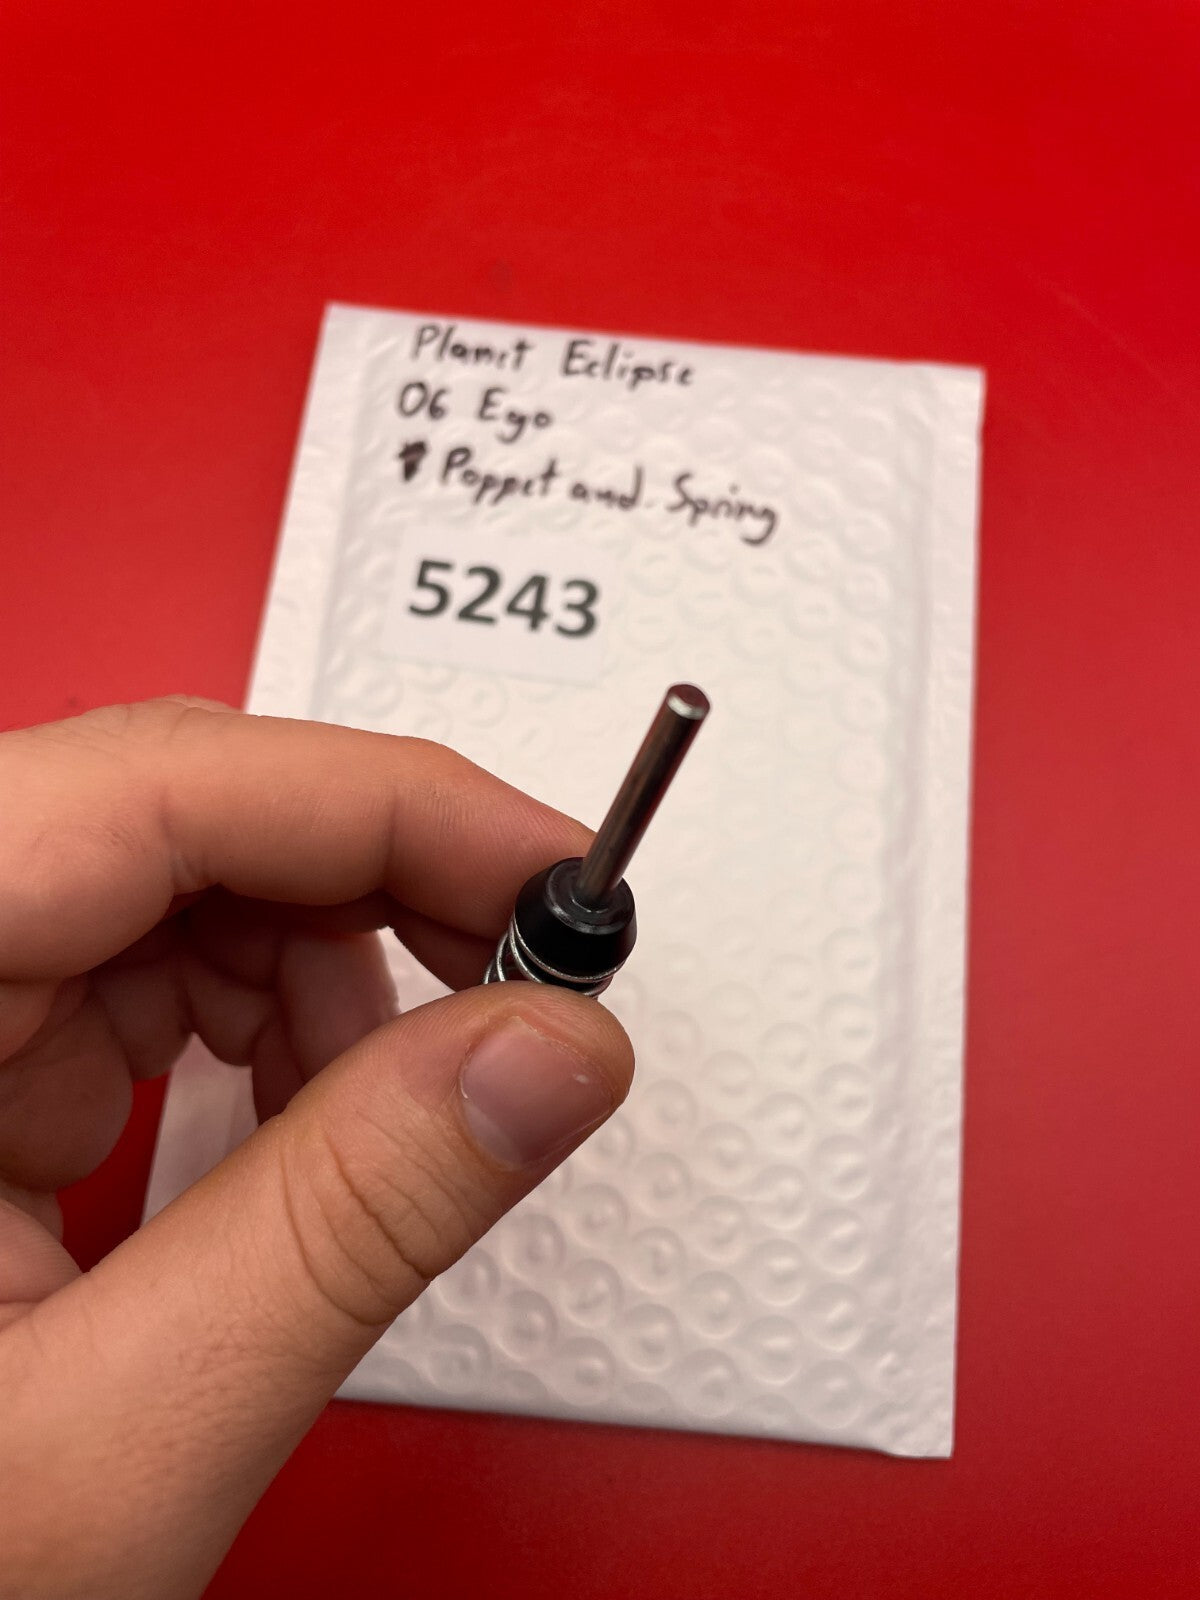 Planet Eclipse
06 Ego
Poppet and Spring
5243